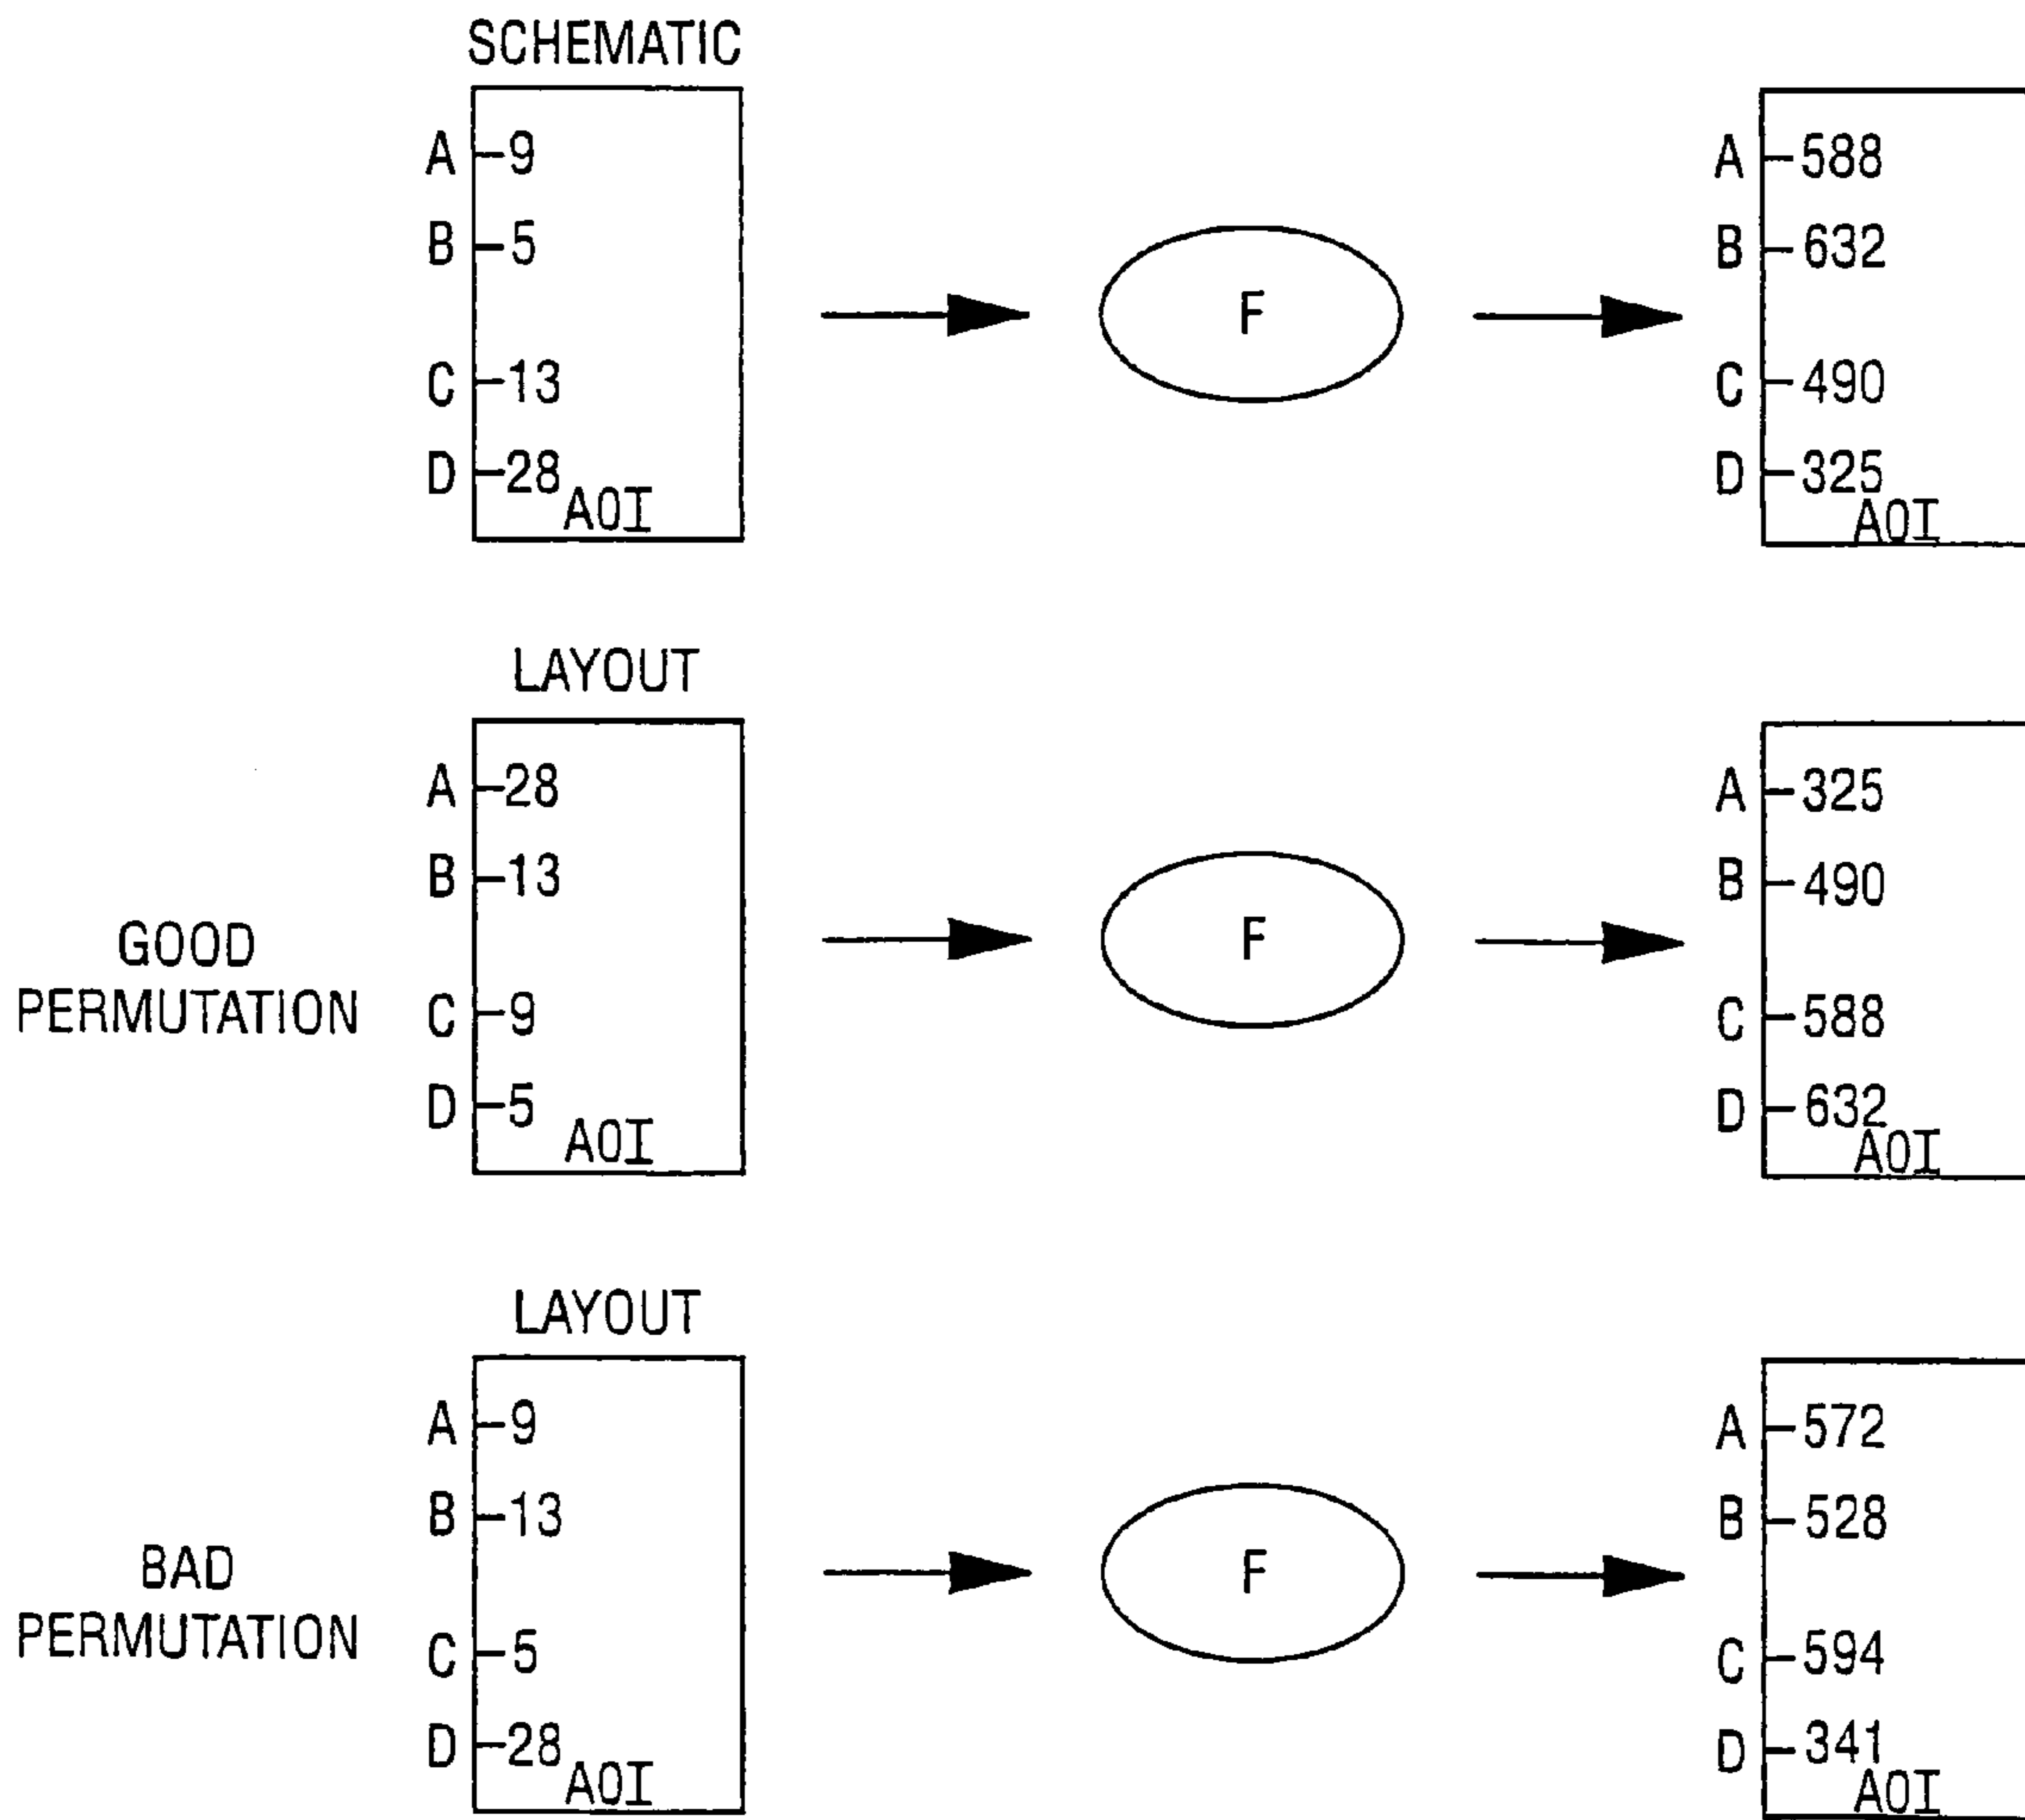 SCHEMATIC
A 9
B 5
C 13
D 28
AOI
F
A 588
B 632
C 490
D 325
AOI
LAYOUT
GOOD
PERMUTATION
A 28
B 13
C 9
D 5
AOI
F
A 325
B 490
C 588
D 632
AOI
LAYOUT
BAD
PERMUTATION
A 9
B 13
C 5
D 28
AOI
F
A 572
B 528
C 594
D 341
AOI